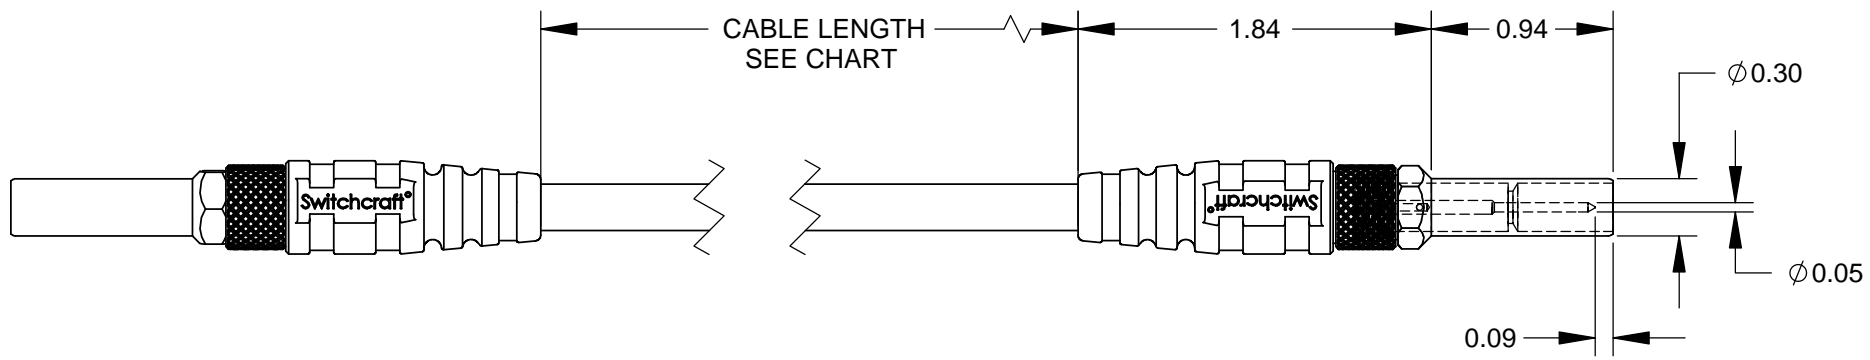 CABLE LENGTH
SEE CHART
1.84
0.94
⌀0.30
Switchcraft®
Switchcraft®
⌀0.05
0.09